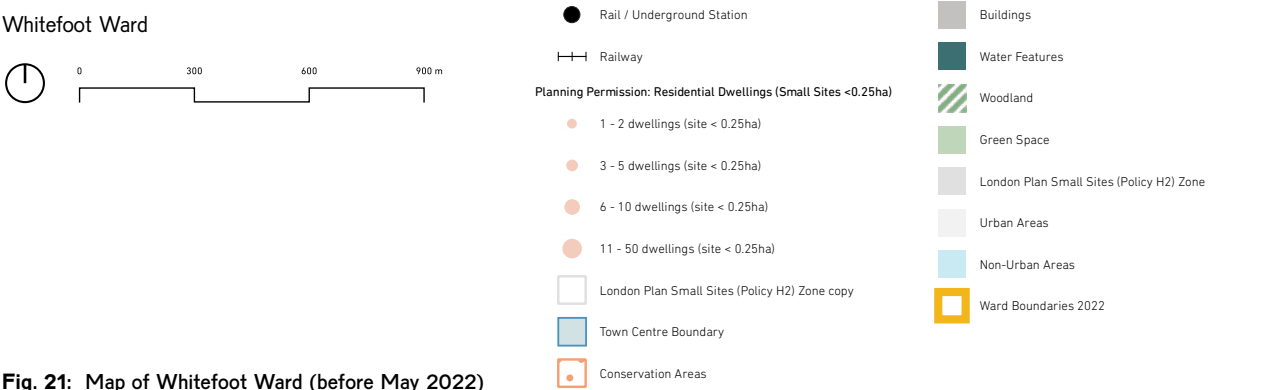 Whitefoot Ward
0 300 600 900 m
Fig. 21: Map of Whitefoot Ward (before May 2022)
Rail / Underground Station
Railway
Planning Permission: Residential Dwellings (Small Sites <0.25ha)
1 - 2 dwellings (site < 0.25ha)
3 - 5 dwellings (site < 0.25ha)
6 - 10 dwellings (site < 0.25ha)
11 - 50 dwellings (site < 0.25ha)
London Plan Small Sites (Policy H2) Zone copy
Town Centre Boundary
Conservation Areas
Buildings
Water Features
Woodland
Green Space
London Plan Small Sites (Policy H2) Zone
Urban Areas
Non-Urban Areas
Ward Boundaries 2022